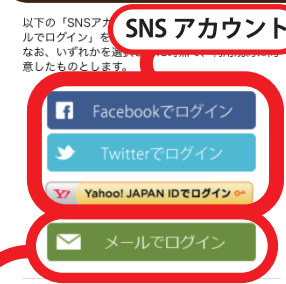 以下の「SNSア
SNS アカウント
ルでログイン」を
なお、いずれかを選択
意したものとします。
Facebookでログイン
Twitterでログイン
Y! Yahoo! JAPAN IDでログイン
メールでログイン